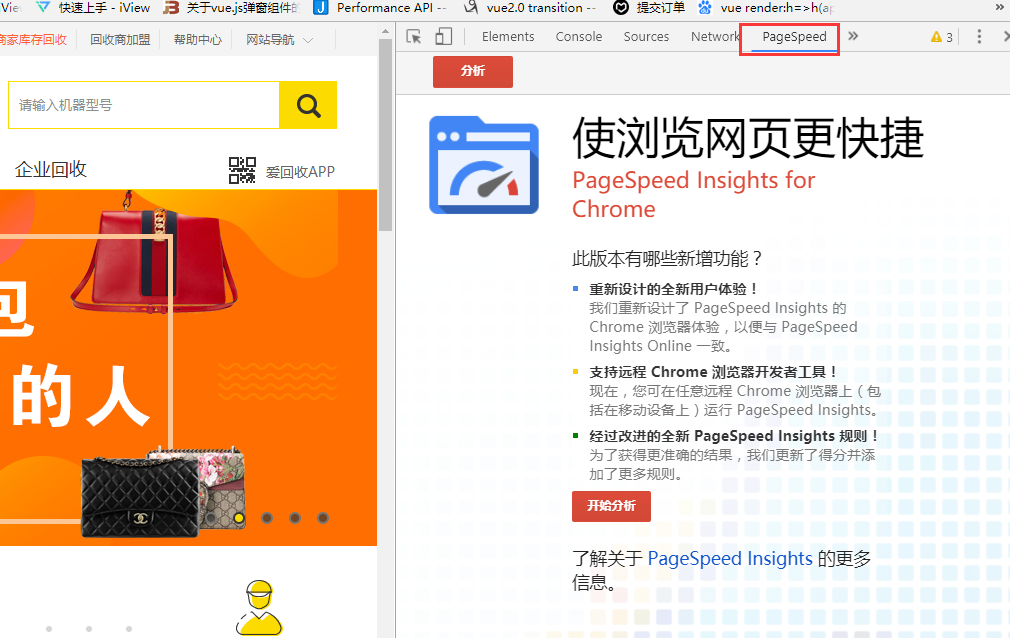 快速上手 - iView
关于vue.js弹窗组件的
Performance API --
vue2.0 transition --
提交订单
vue render:h=>h(ap
商家库存回收
回收商加盟
帮助中心
网站导航
请输入机器型号
企业回收
爱回收APP
包
的人
Elements
Console
Sources
Network
PageSpeed
3
分析
使浏览网页更快捷
PageSpeed Insights for
Chrome
此版本有哪些新增功能？
重新设计的全新用户体验！
我们重新设计了 PageSpeed Insights 的
Chrome 浏览器体验，以便与 PageSpeed
Insights Online 一致。
支持远程 Chrome 浏览器开发者工具！
现在，您可在任意远程 Chrome 浏览器上（包
括在移动设备上）运行 PageSpeed Insights。
经过改进的全新 PageSpeed Insights 规则！
为了获得更准确的结果，我们更新了得分并添
加了更多规则。
开始分析
了解关于 PageSpeed Insights 的更多
信息。